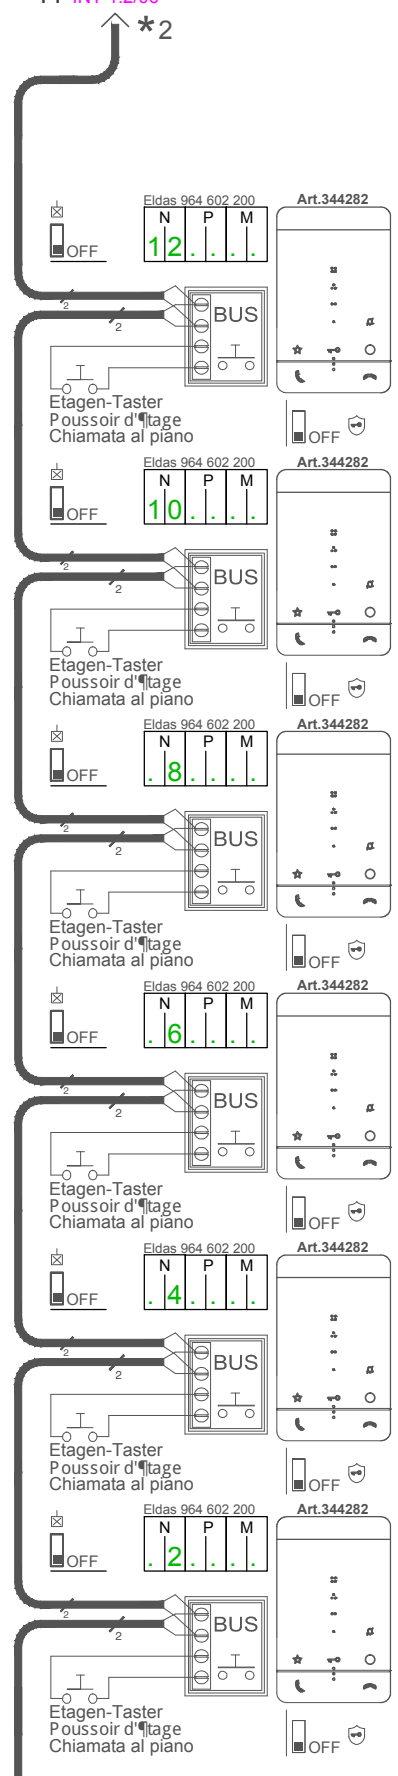 *2
Eldas 964 602 200 Art.344282
N P M
OFF 12. . . .
2
2 BUS
Etagen-Taster
Poussoir d'¶tage
Chiamata al piano OFF
Eldas 964 602 200 Art.344282
N P M
OFF 10. . . .
2
2 BUS
Etagen-Taster
Poussoir d'¶tage
Chiamata al piano OFF
Eldas 964 602 200 Art.344282
N P M
OFF . 8. . . .
2
2 BUS
Etagen-Taster
Poussoir d'¶tage
Chiamata al piano OFF
Eldas 964 602 200 Art.344282
N P M
OFF . 6. . . .
2
2 BUS
Etagen-Taster
Poussoir d'¶tage
Chiamata al piano OFF
Eldas 964 602 200 Art.344282
N P M
OFF . 4. . . .
2
2 BUS
Etagen-Taster
Poussoir d'¶tage
Chiamata al piano OFF
Eldas 964 602 200 Art.344282
N P M
OFF . 2. . . .
2
2 BUS
Etagen-Taster
Poussoir d'¶tage
Chiamata al piano OFF